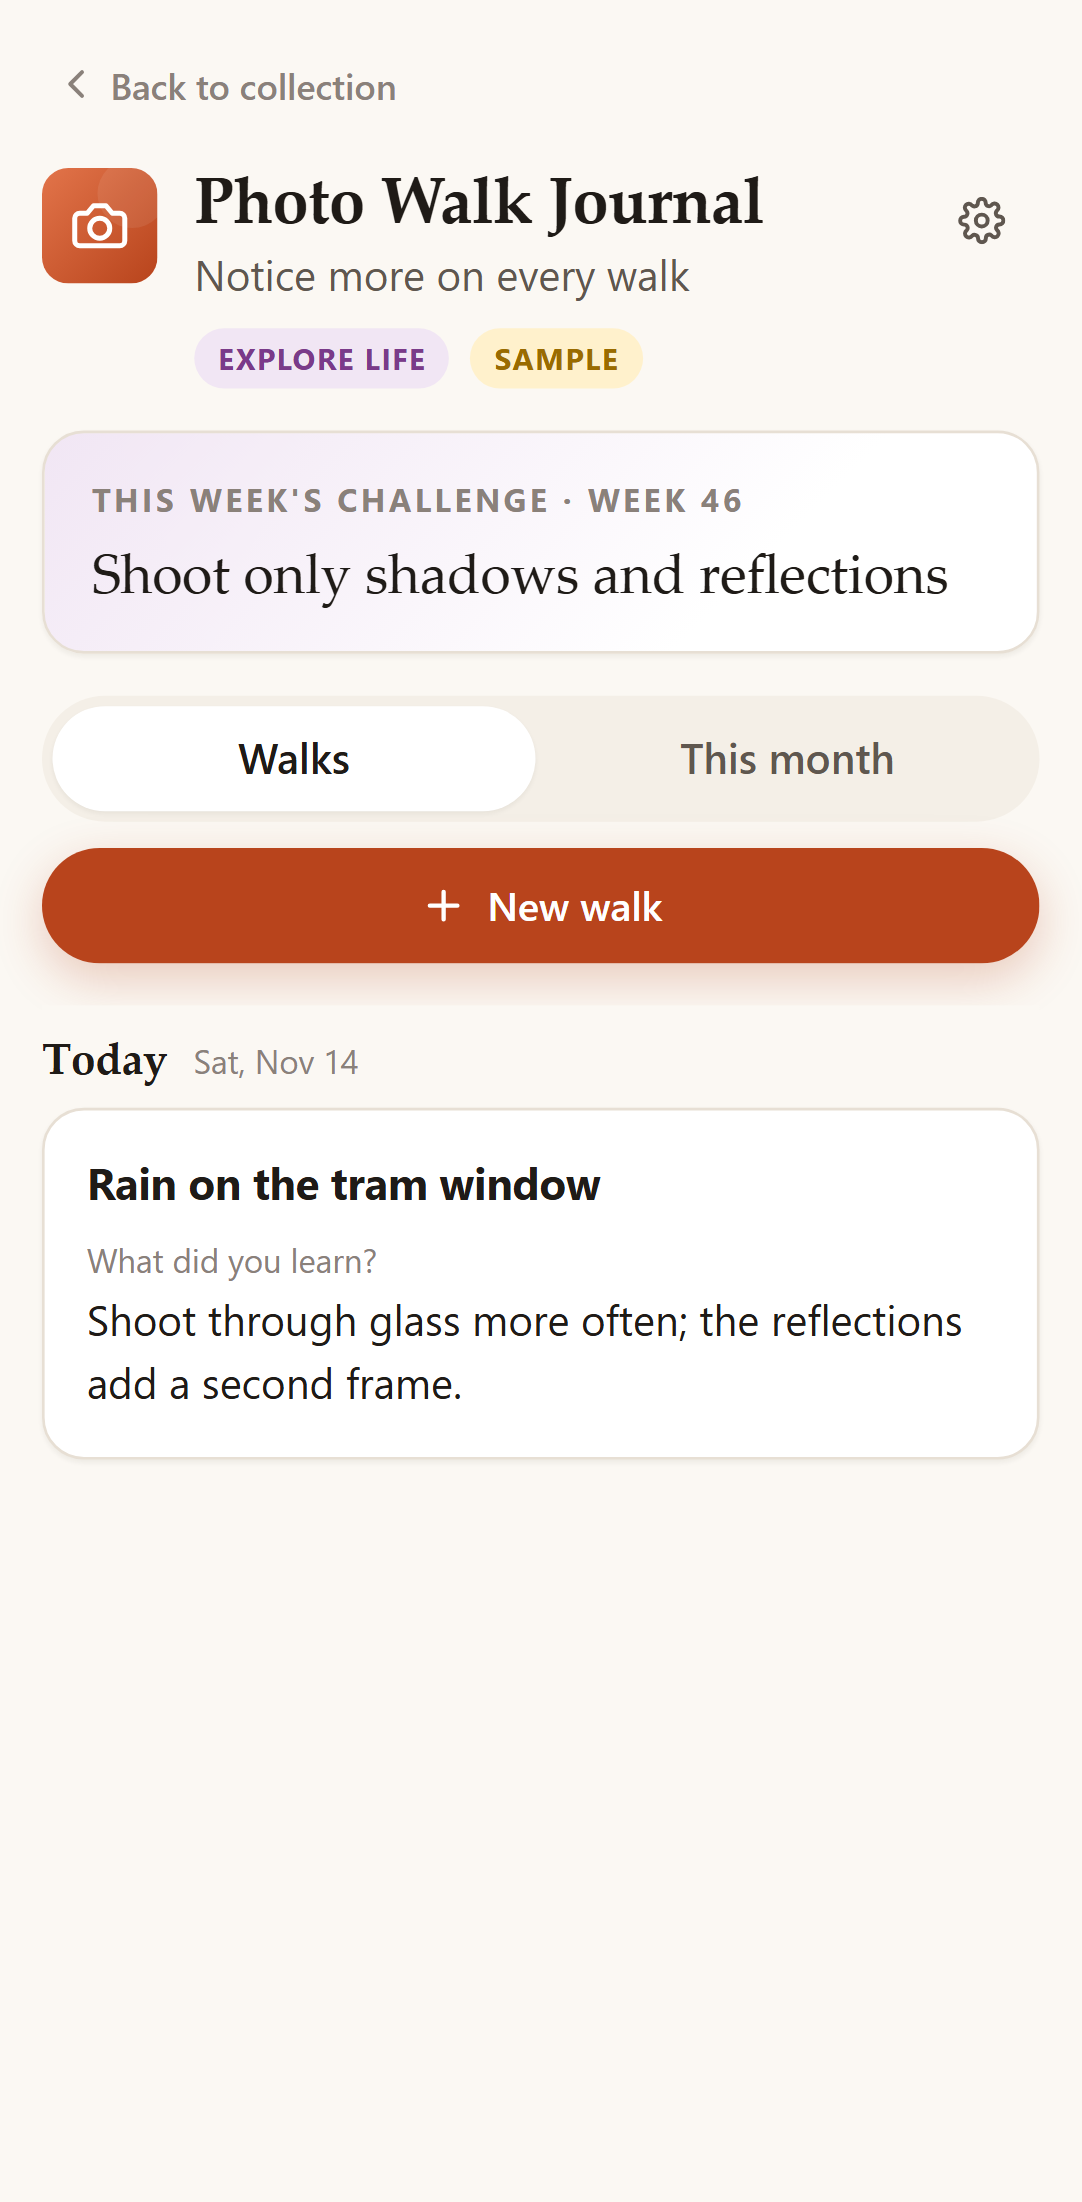 Back to collection
Photo Walk Journal
Notice more on every walk
EXPLORE LIFE
SAMPLE
THIS WEEK'S CHALLENGE · WEEK 46
Shoot only shadows and reflections
Walks
This month
New walk
Today Sat, Nov 14
Rain on the tram window
What did you learn?
Shoot through glass more often; the reflections
add a second frame.